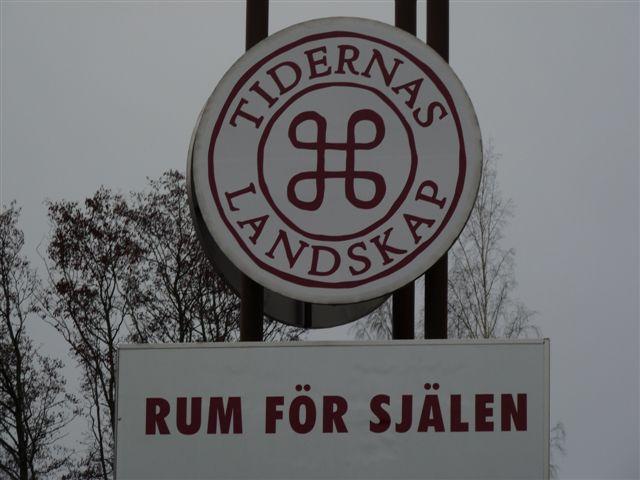 TIDERNAS
LANDSKAP
RUM FÖR SJÄLEN